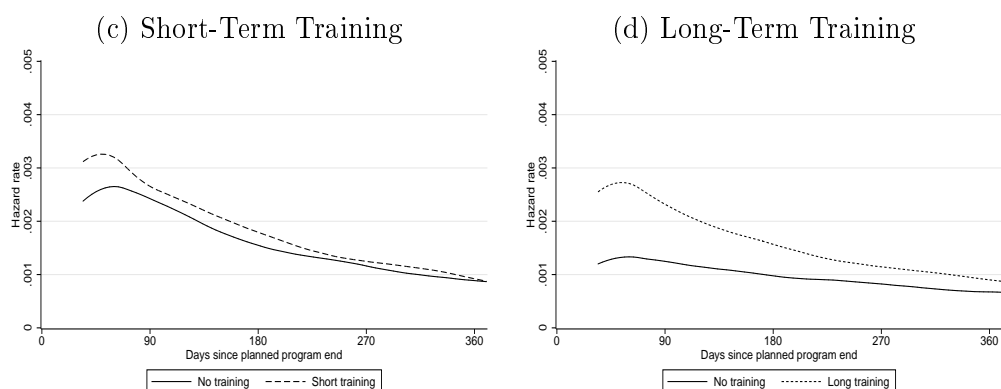 (c) Short-Term Training
.005
.004
.003
.002
.001
0
Hazard rate
0 90 180 270 360
Days since planned program end
No training Short training
(d) Long-Term Training
.005
.004
.003
.002
.001
0
Hazard rate
0 90 180 270 360
Days since planned program end
No training Long training